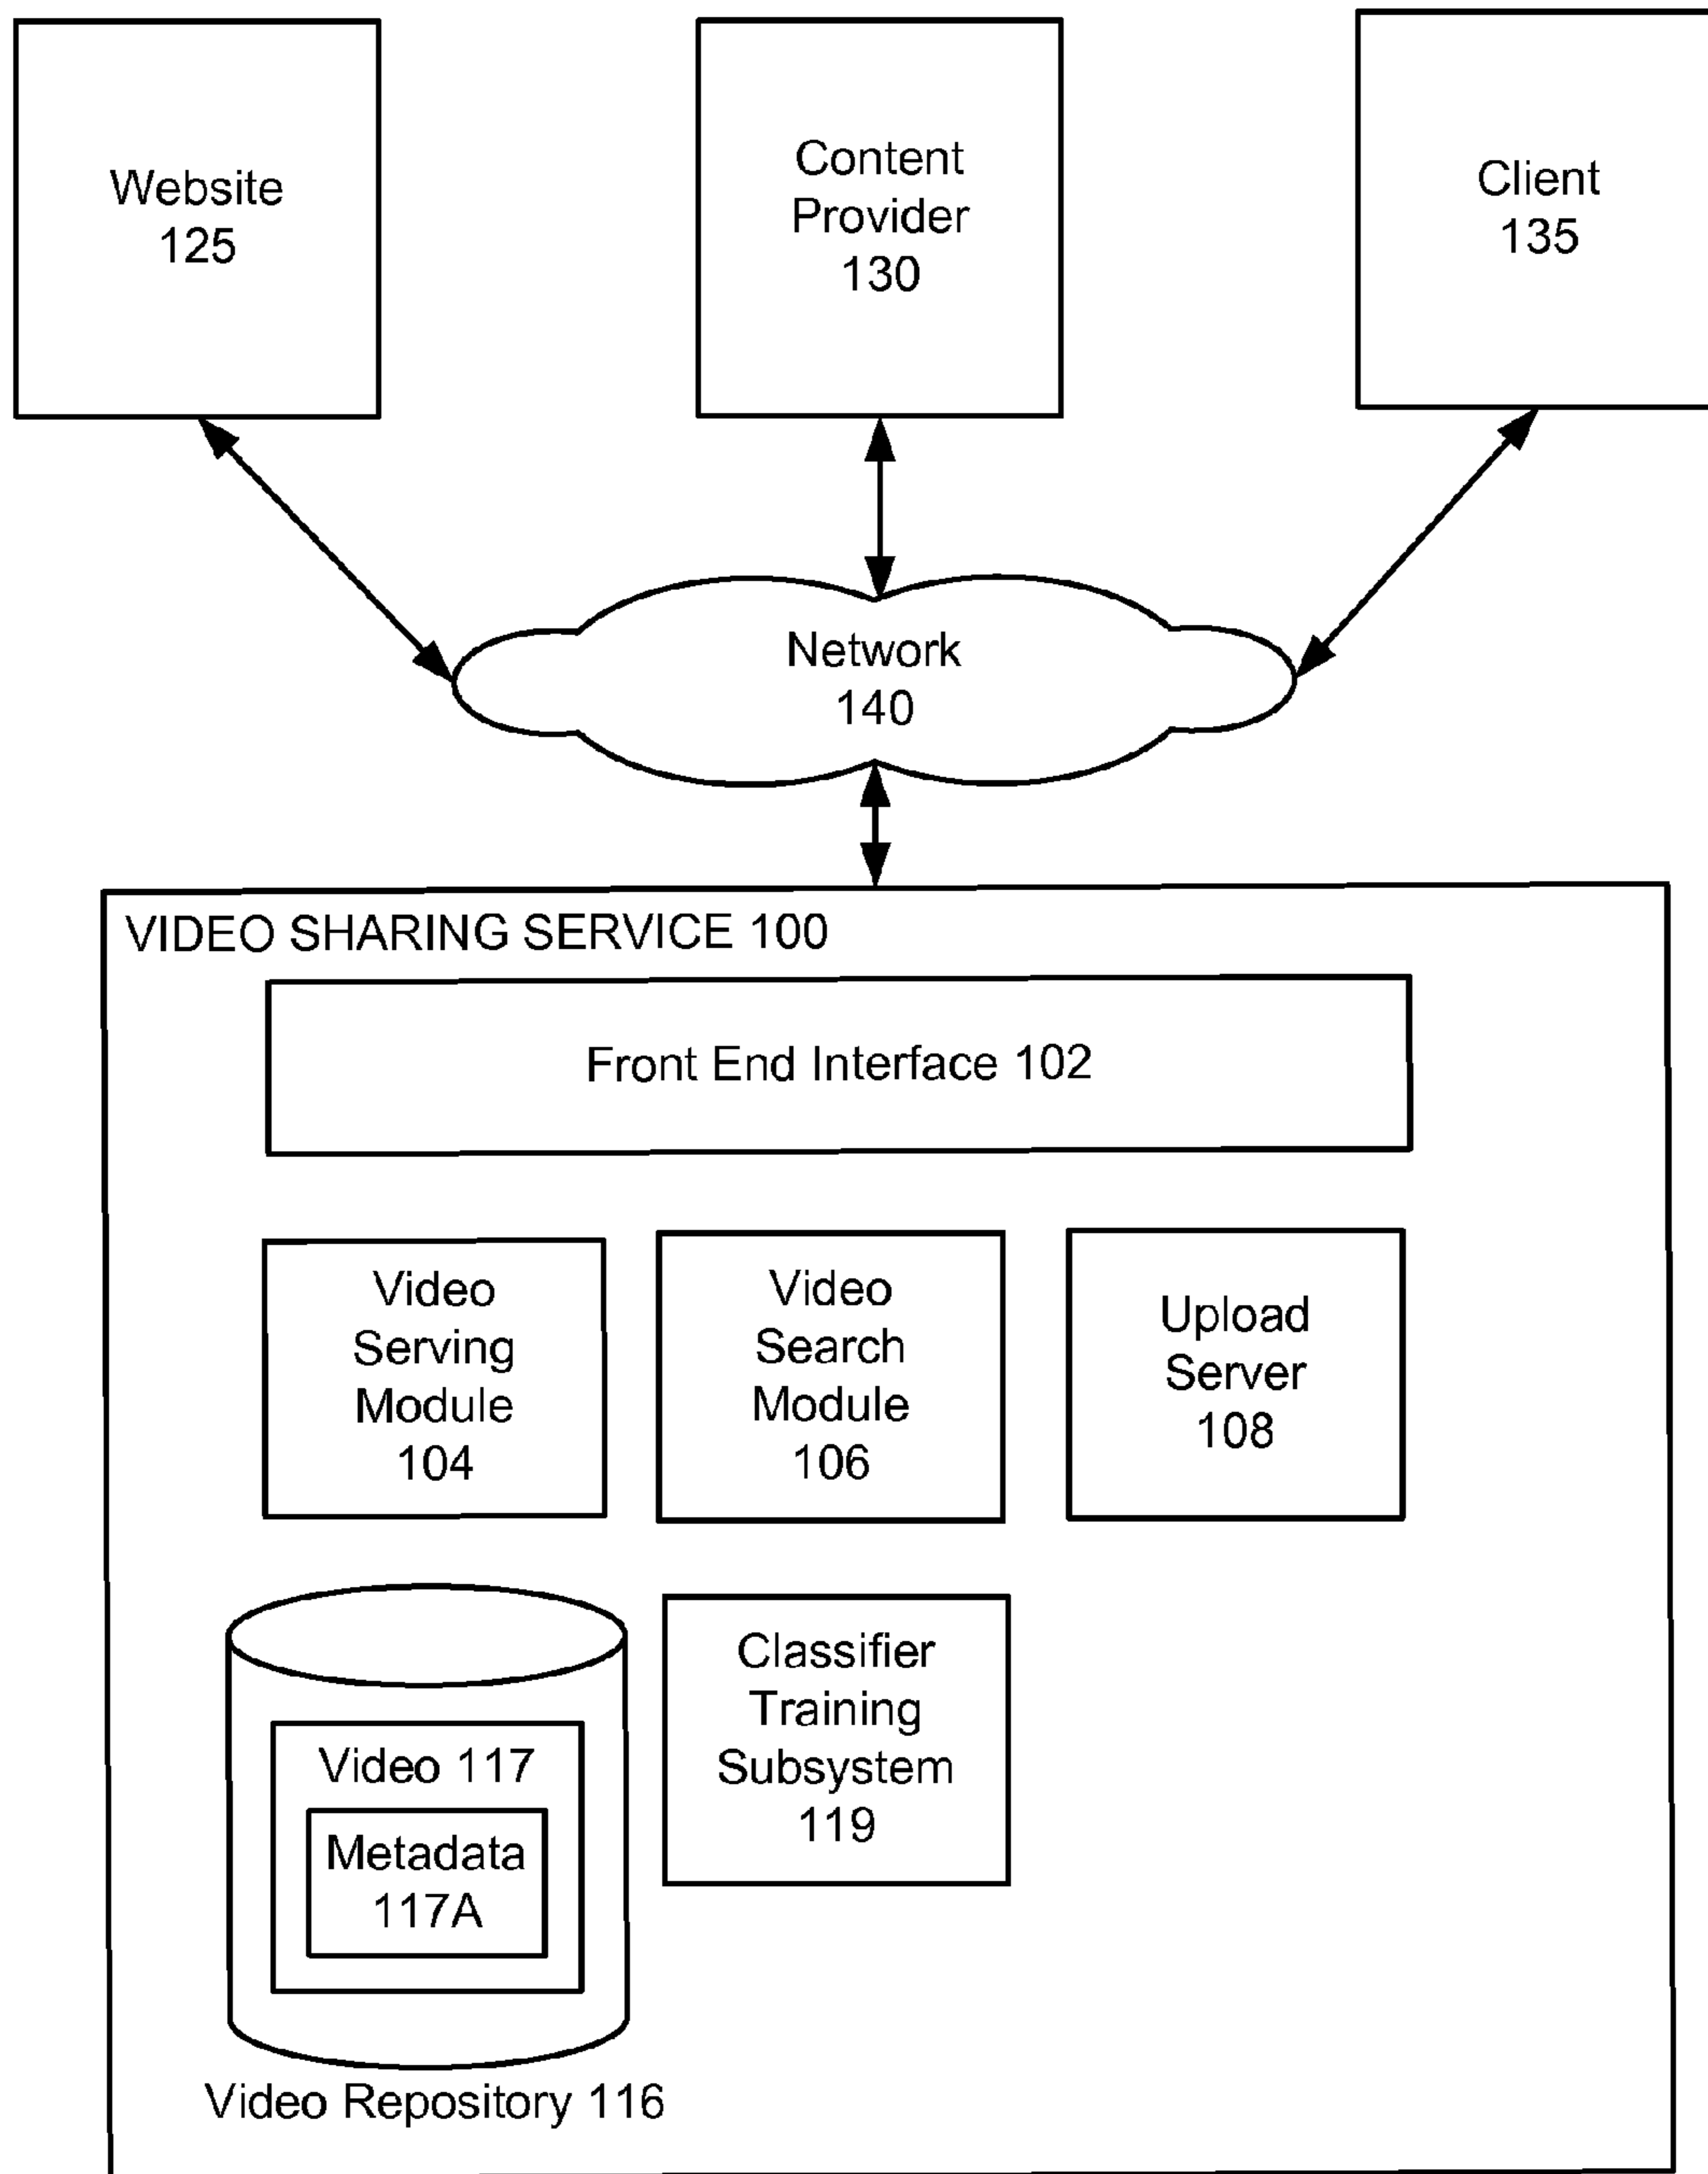 Website
125
Content
Provider
130
Client
135
Network
140
VIDEO SHARING SERVICE 100
Front End Interface 102
Video
Serving
Module
104
Video
Search
Module
106
Upload
Server
108
Classifier
Training
Subsystem
119
Video 117
Metadata
117A
Video Repository 116